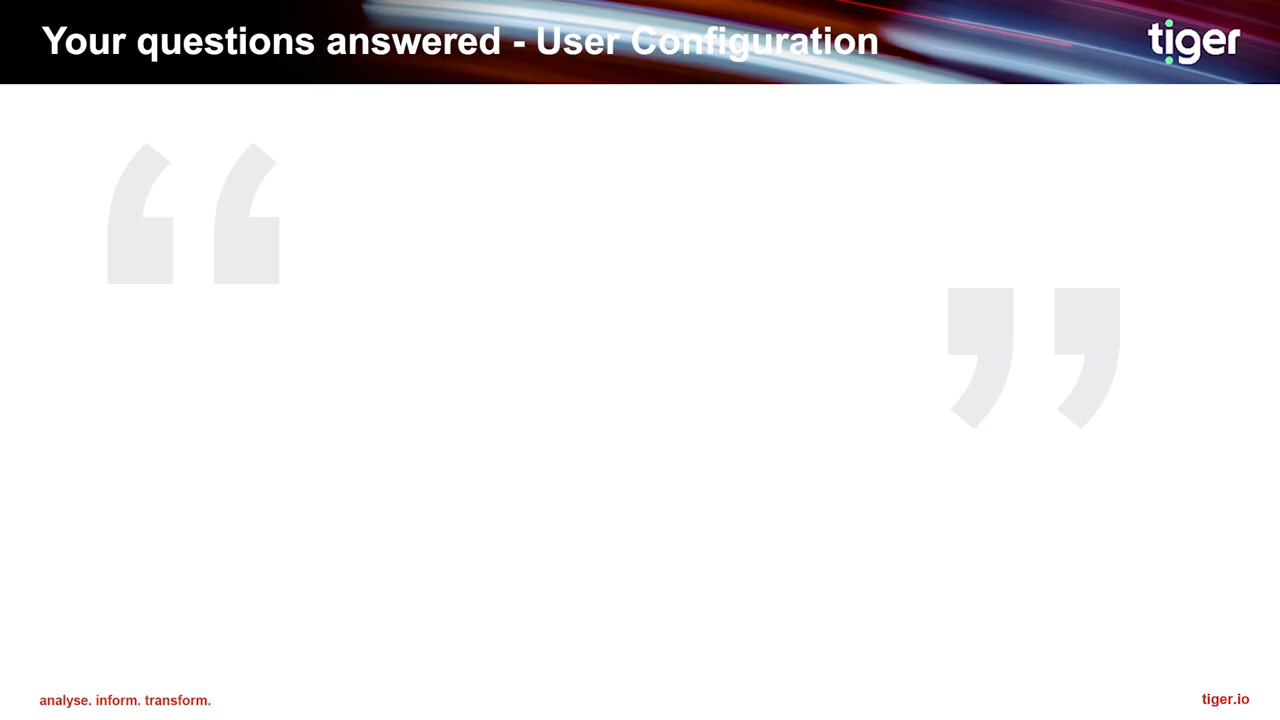 Your questions answered - User Configuration
tiger
“
”
analyse. inform. transform.
tiger.io